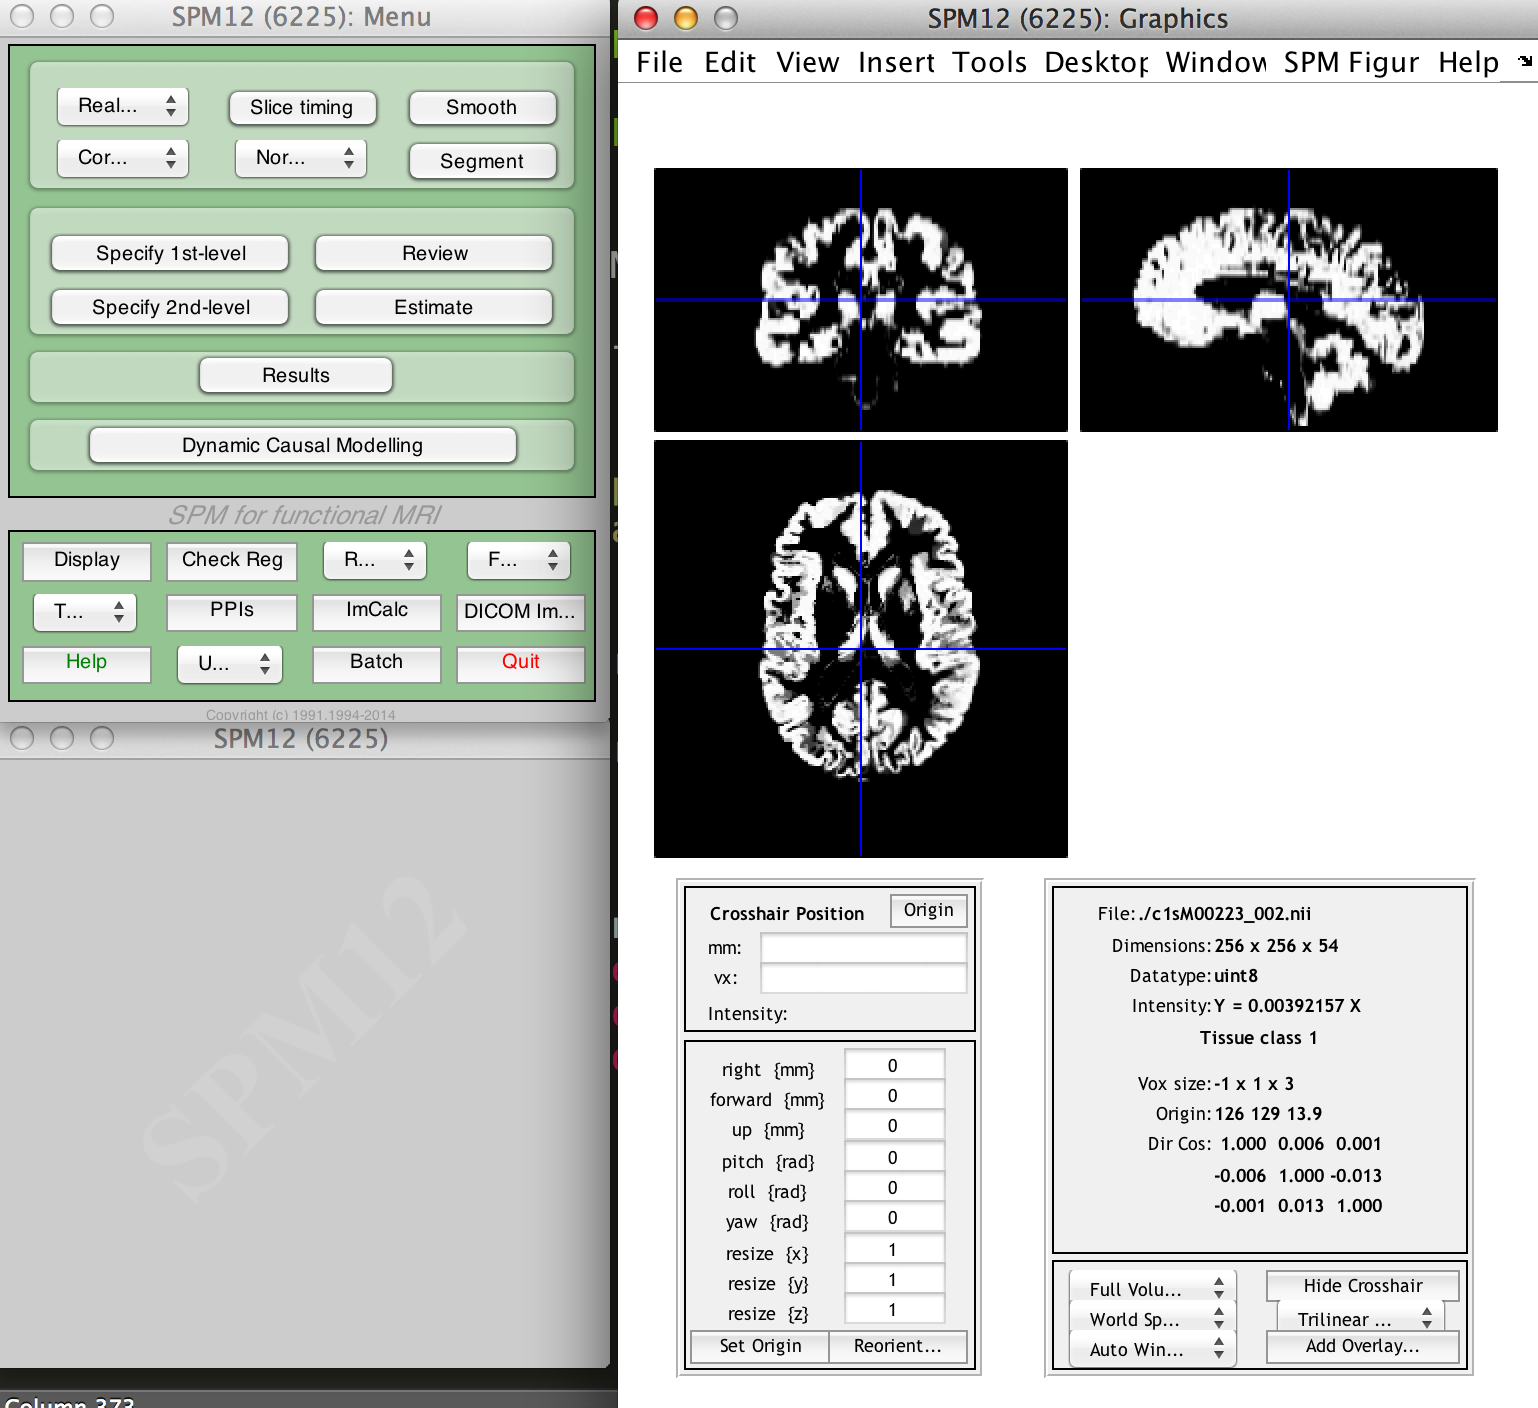 SPM12 (6225): Menu
Real...
Slice timing
Smooth
Cor...
Nor...
Segment
Specify 1st-level
Review
Specify 2nd-level
Estimate
Results
Dynamic Causal Modelling
SPM for functional MRI
Display
Check Reg
R...
F...
T...
PPIs
ImCalc
DICOM Im...
Help
U...
Batch
Quit
Copyright (c) 1991,1994-2014
SPM12 (6225)
SPM12
Column 373
SPM12 (6225): Graphics
File Edit View Insert Tools Desktop Window SPM Figur Help
Crosshair Position
Origin
mm:
vx:
Intensity:
right {mm} 0
forward {mm} 0
up {mm} 0
pitch {rad} 0
roll {rad} 0
yaw {rad} 0
resize {x} 1
resize {y} 1
resize {z} 1
Set Origin
Reorient...
File: ./c1sM00223_002.nii
Dimensions: 256 x 256 x 54
Datatype: uint8
Intensity: Y = 0.00392157 X
Tissue class 1
Vox size: -1 x 1 x 3
Origin: 126 129 13.9
Dir Cos: 1.000 0.006 0.001
-0.006 1.000 -0.013
-0.001 0.013 1.000
Full Volu...
Hide Crosshair
World Sp...
Trilinear ...
Auto Win...
Add Overlay...